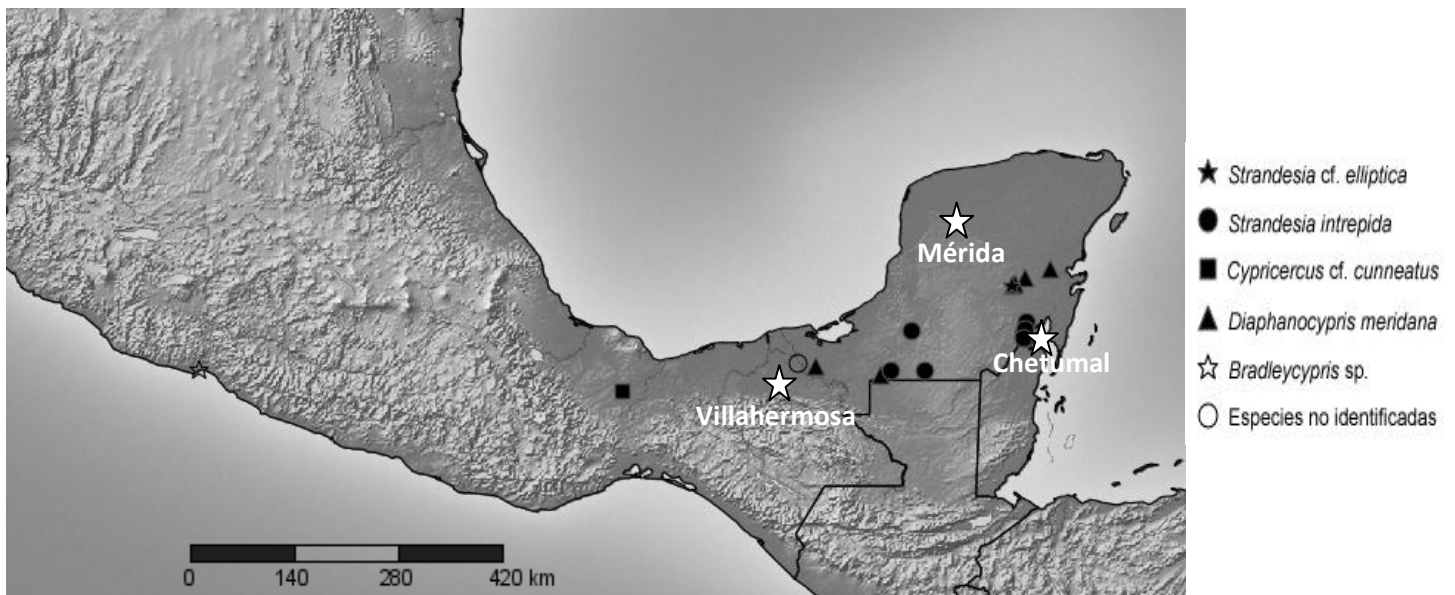 Mérida
Chetumal
Villahermosa
0 140 280 420 km
Strandesia cf. elliptica
Strandesia intrepida
Cypricercus cf. cunneatus
Diaphanocypris meridana
Bradleycypris sp.
Especies no identificadas